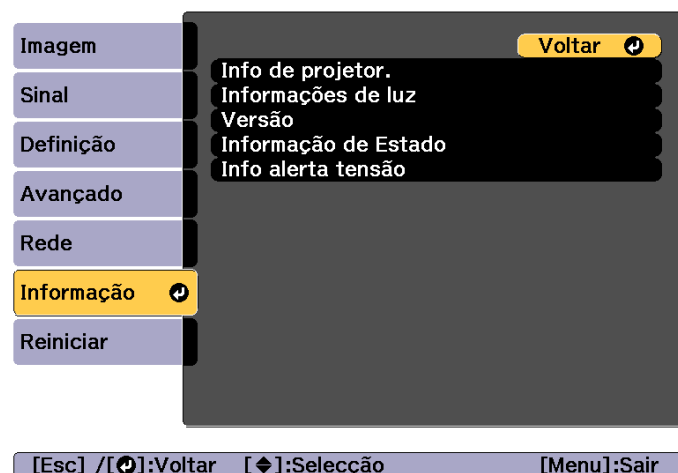 Imagem
Sinal
Definição
Avançado
Rede
Informação
Reiniciar
Voltar
Info de projetor.
Informações de luz
Versão
Informação de Estado
Info alerta tensão
[Esc] /[]:Voltar [ ]:Selecção [Menu]:Sair